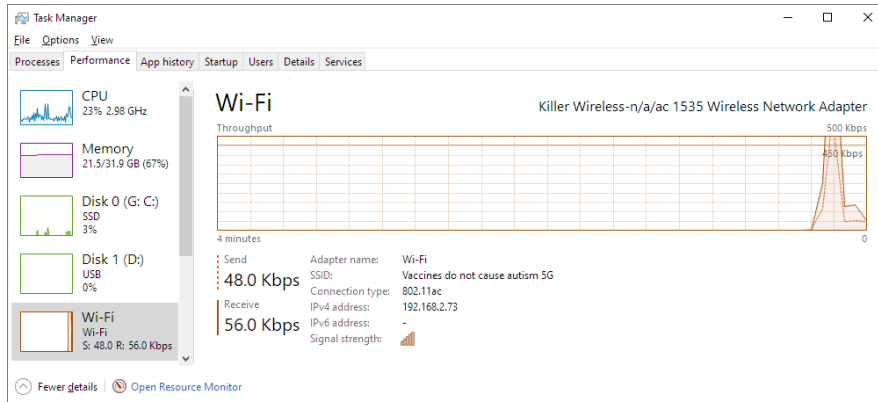 Task Manager
File Options View
Processes Performance App history Startup Users Details Services
CPU
23% 2.98 GHz
Memory
21.5/31.9 GB (67%)
Disk 0 (G: C:)
SSD
3%
Disk 1 (D:)
USB
0%
Wi-Fi
Wi-Fi
S: 48.0 R: 56.0 Kbps
Wi-Fi Killer Wireless-n/a/ac 1535 Wireless Network Adapter
Throughput 500 Kbps
450 Kbps
4 minutes 0
Send
48.0 Kbps
Receive
56.0 Kbps
Adapter name: Wi-Fi
SSID: Vaccines do not cause autism 5G
Connection type: 802.11ac
IPv4 address: 192.168.2.73
IPv6 address: -
Signal strength:
Fewer details Open Resource Monitor